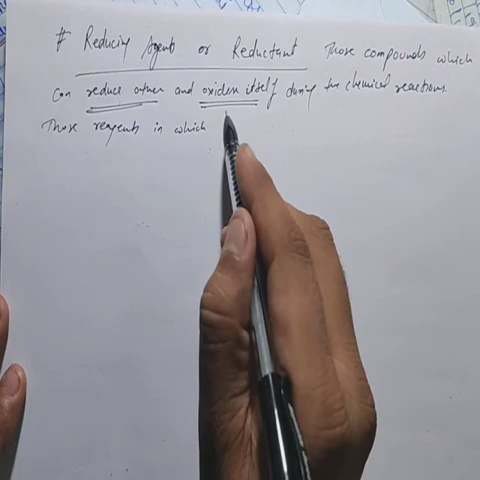 # Reducing Agents or Reductant Those compounds which
can reduce other and oxidise itself during the chemical reactions.
Those reagents in which